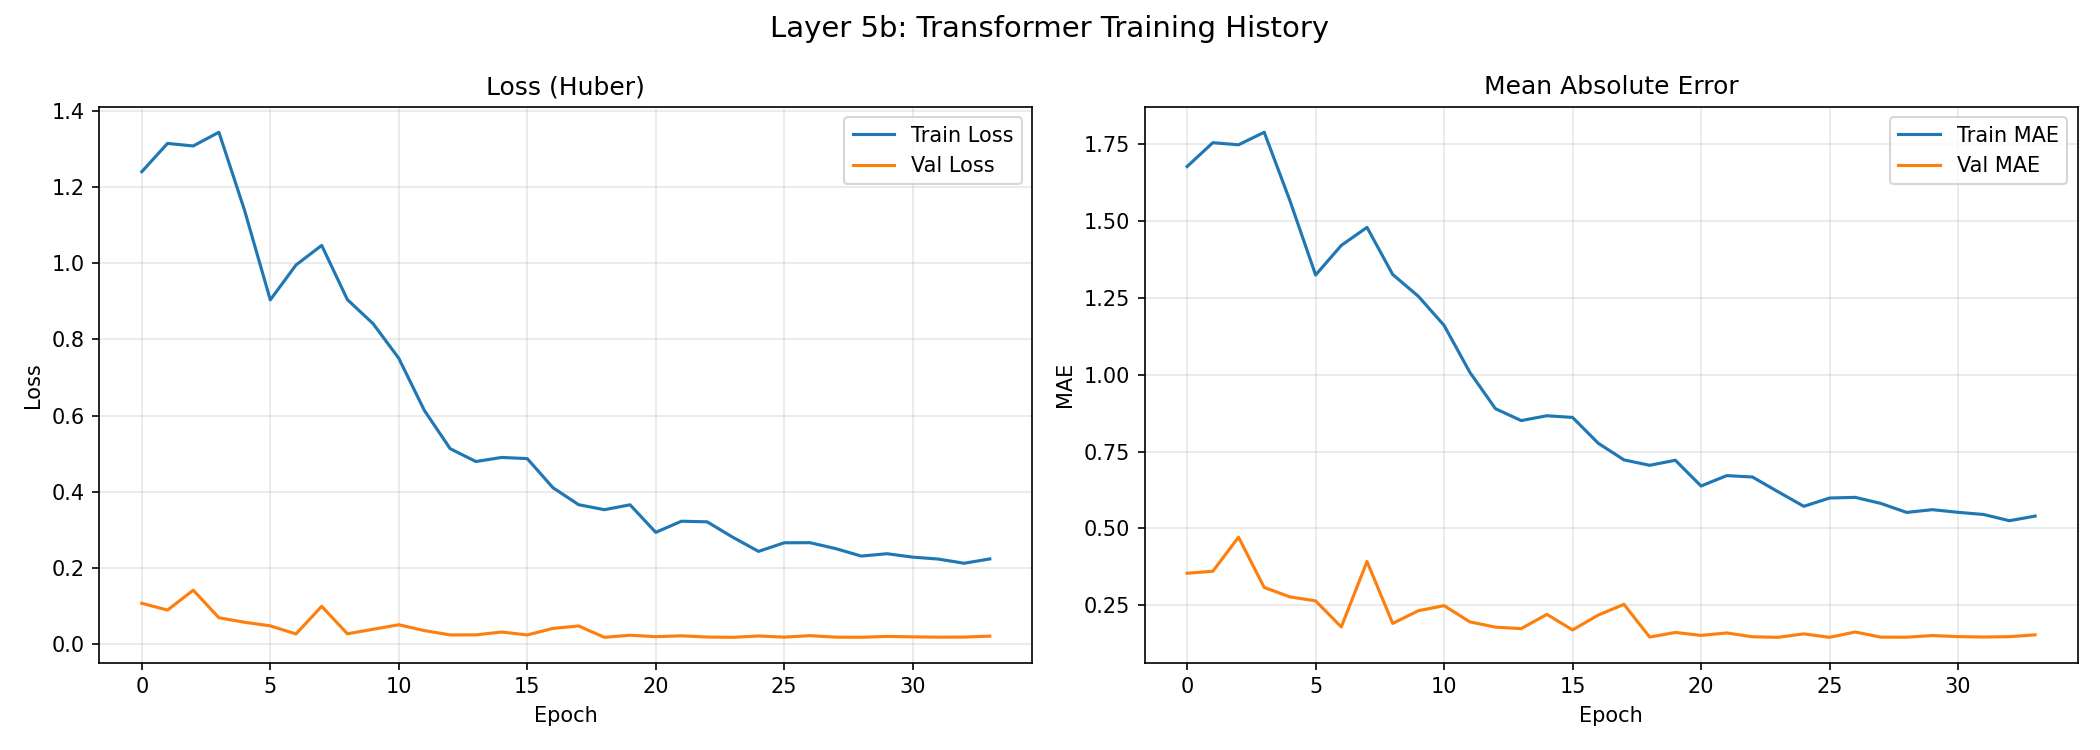 Layer 5b: Transformer Training History
Loss (Huber)
1.4
1.2
1.0
0.8
0.6
0.4
0.2
0.0
Loss
Train Loss
Val Loss
0 5 10 15 20 25 30
Epoch
Mean Absolute Error
1.75
1.50
1.25
1.00
0.75
0.50
0.25
MAE
Train MAE
Val MAE
0 5 10 15 20 25 30
Epoch